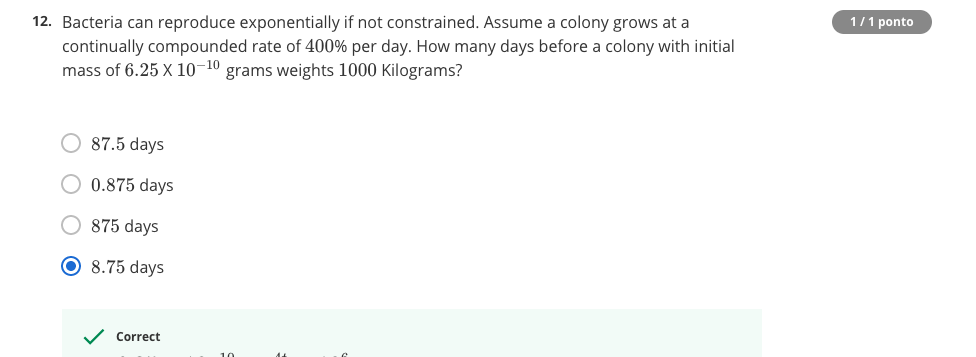 12. Bacteria can reproduce exponentially if not constrained. Assume a colony grows at a
1 / 1 ponto
continually compounded rate of 400% per day. How many days before a colony with initial
mass of 6.25 X 10⁻¹⁰ grams weights 1000 Kilograms?
87.5 days
0.875 days
875 days
8.75 days
Correct